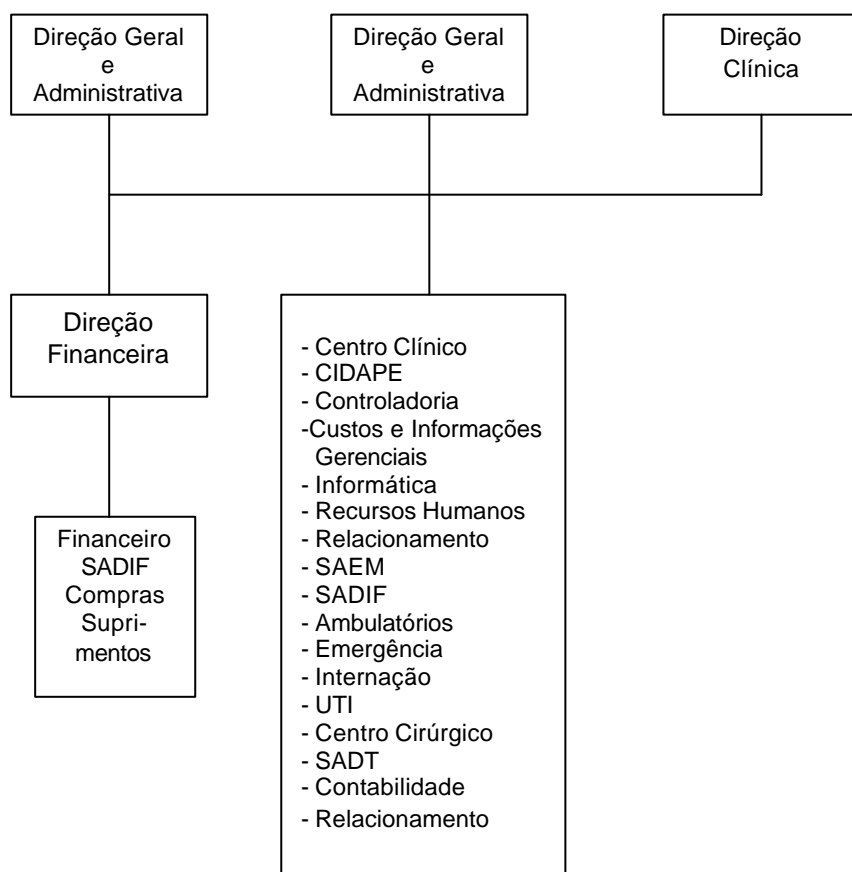 Direção Geral
e
Administrativa
Direção Geral
e
Administrativa
Direção
Clínica
Direção
Financeira
Financeiro
SADIF
Compras
Supri-
mentos
- Centro Clínico
- CIDAPE
- Controladoria
-Custos e Informações
Gerenciais
- Informática
- Recursos Humanos
- Relacionamento
- SAEM
- SADIF
- Ambulatórios
- Emergência
- Internação
- UTI
- Centro Cirúrgico
- SADT
- Contabilidade
- Relacionamento